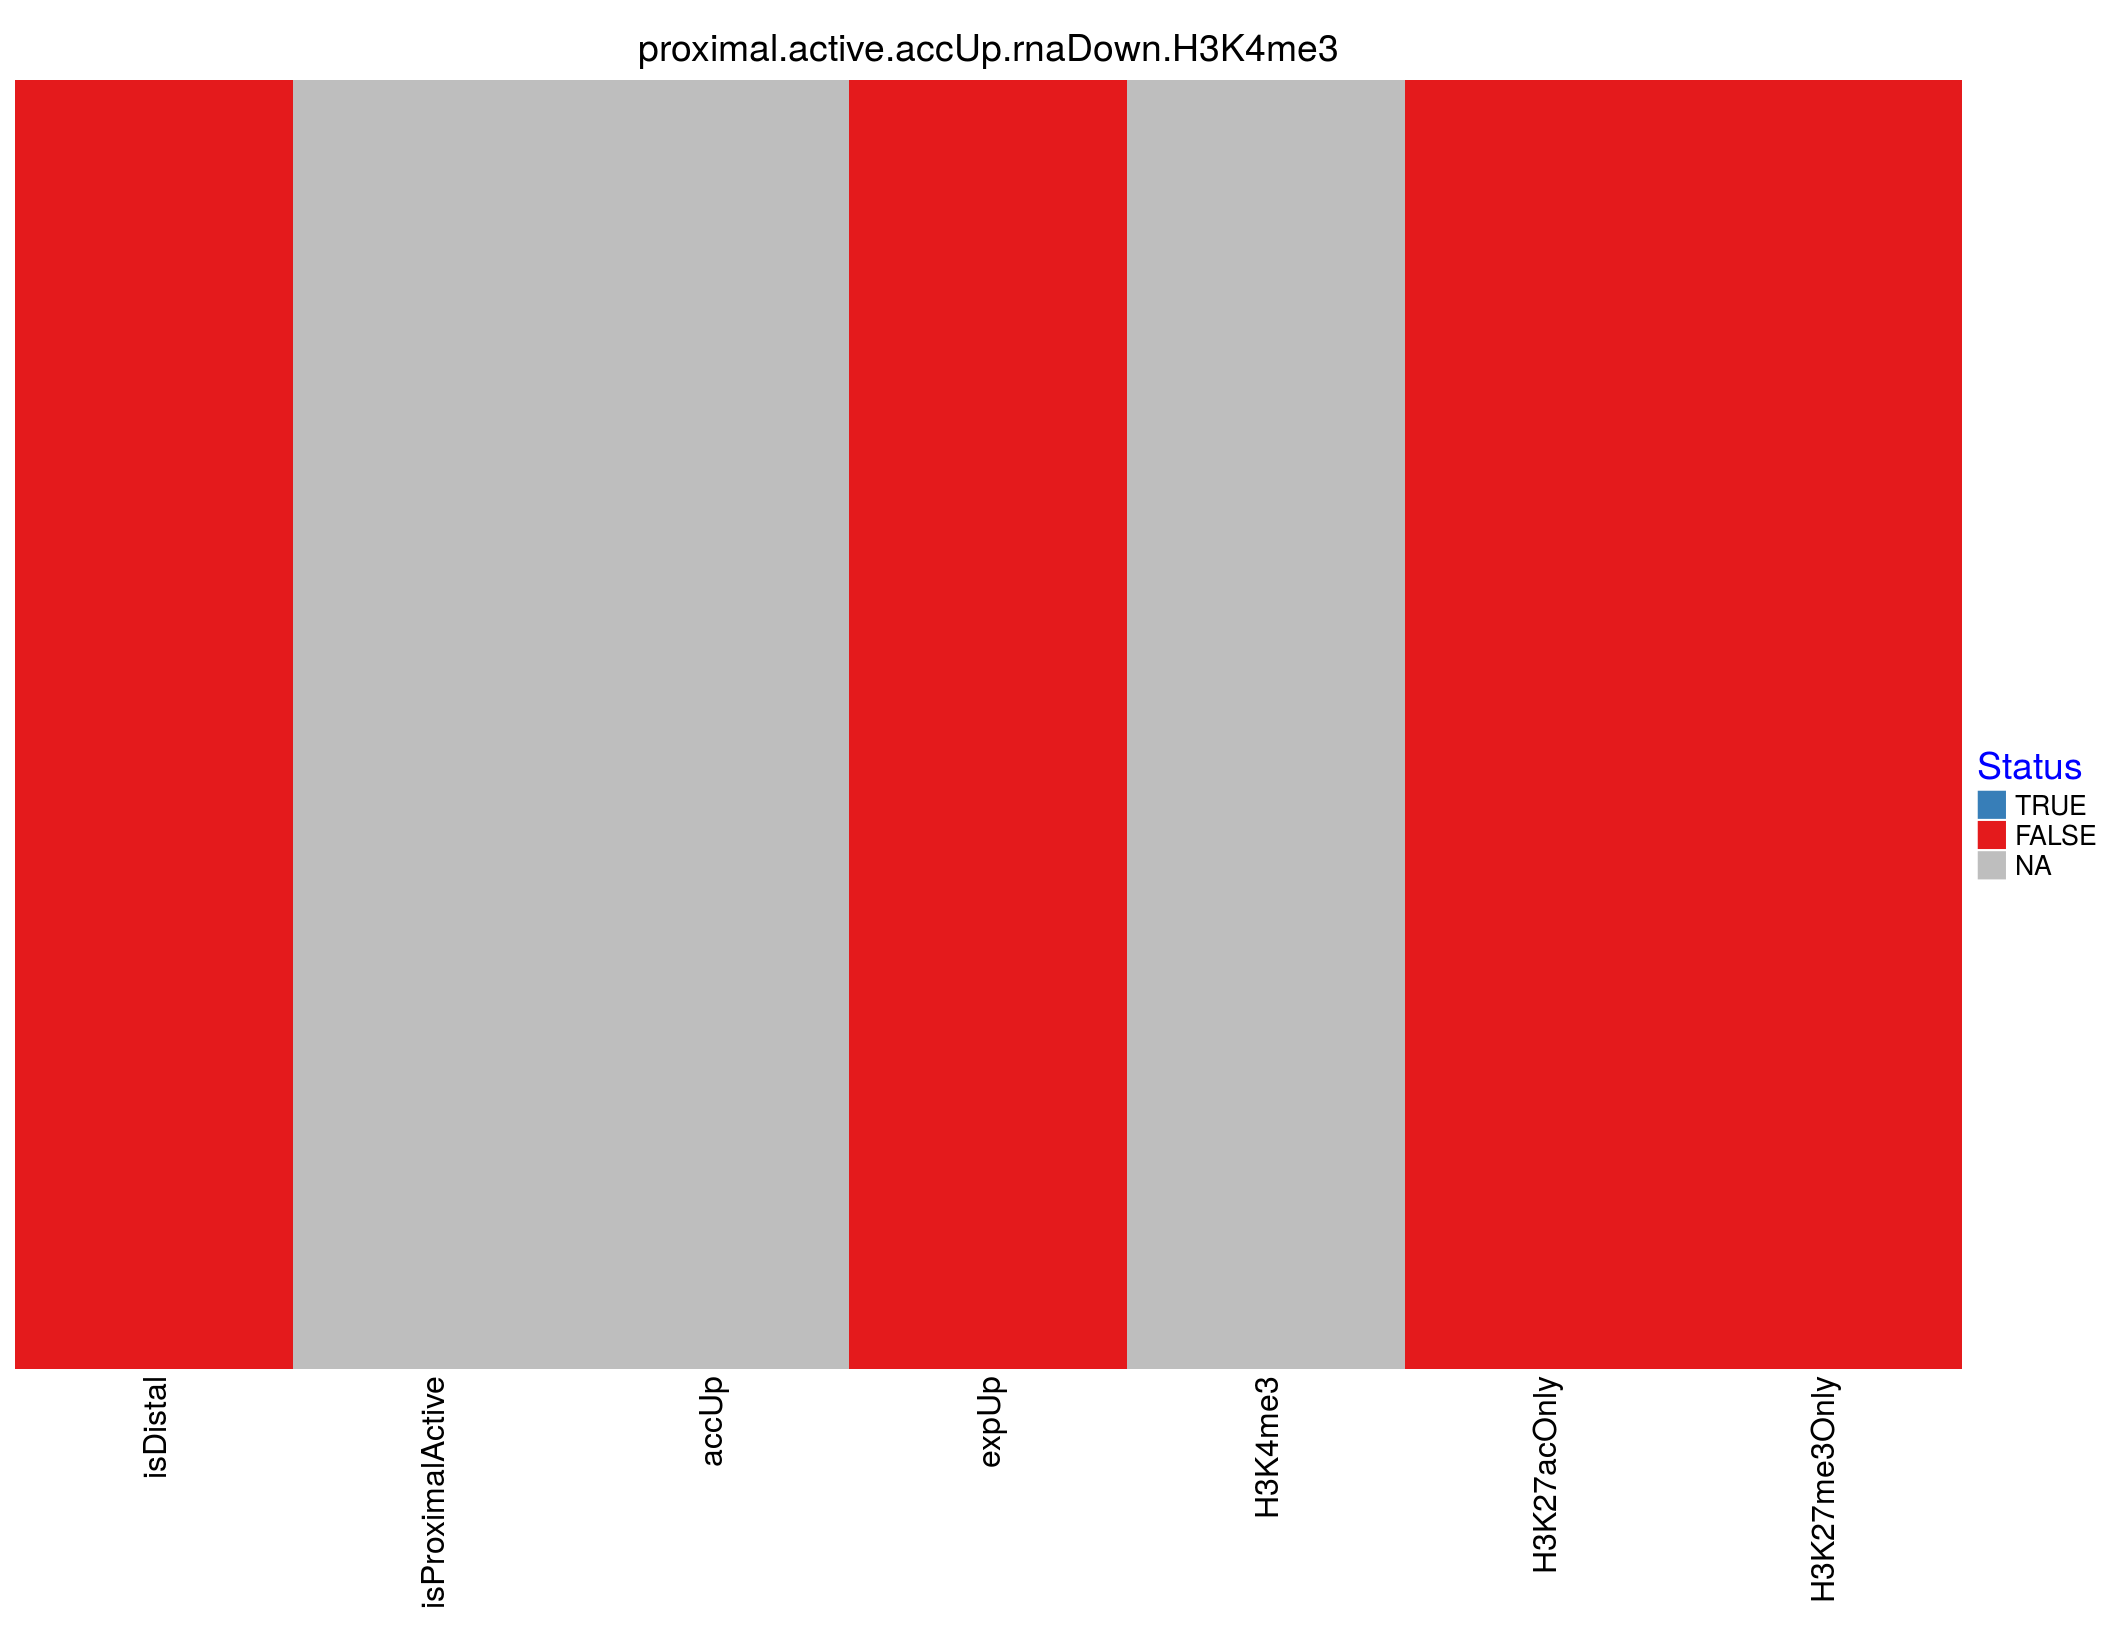 proximal.active.accUp.rnaDown.H3K4me3
Status
TRUE
FALSE
NA
isDistal
isProximalActive
accUp
expUp
H3K4me3
H3K27acOnly
H3K27me3Only